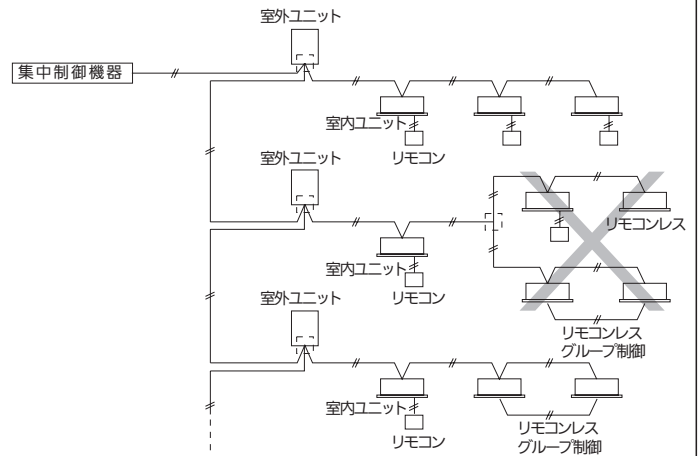 室外ユニット
集中制御機器
室内ユニット
リモコン
室外ユニット
リモコンレス
室内ユニット
リモコン
室外ユニット
リモコンレス
グループ制御
室内ユニット
リモコン
リモコンレス
グループ制御